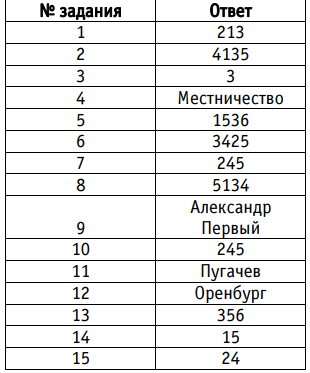 № задания Ответ
1 213
2 4135
3 3
4 Местничество
5 1536
6 3425
7 245
8 5134
9 Александр
Первый
10 245
11 Пугачев
12 Оренбург
13 356
14 15
15 24